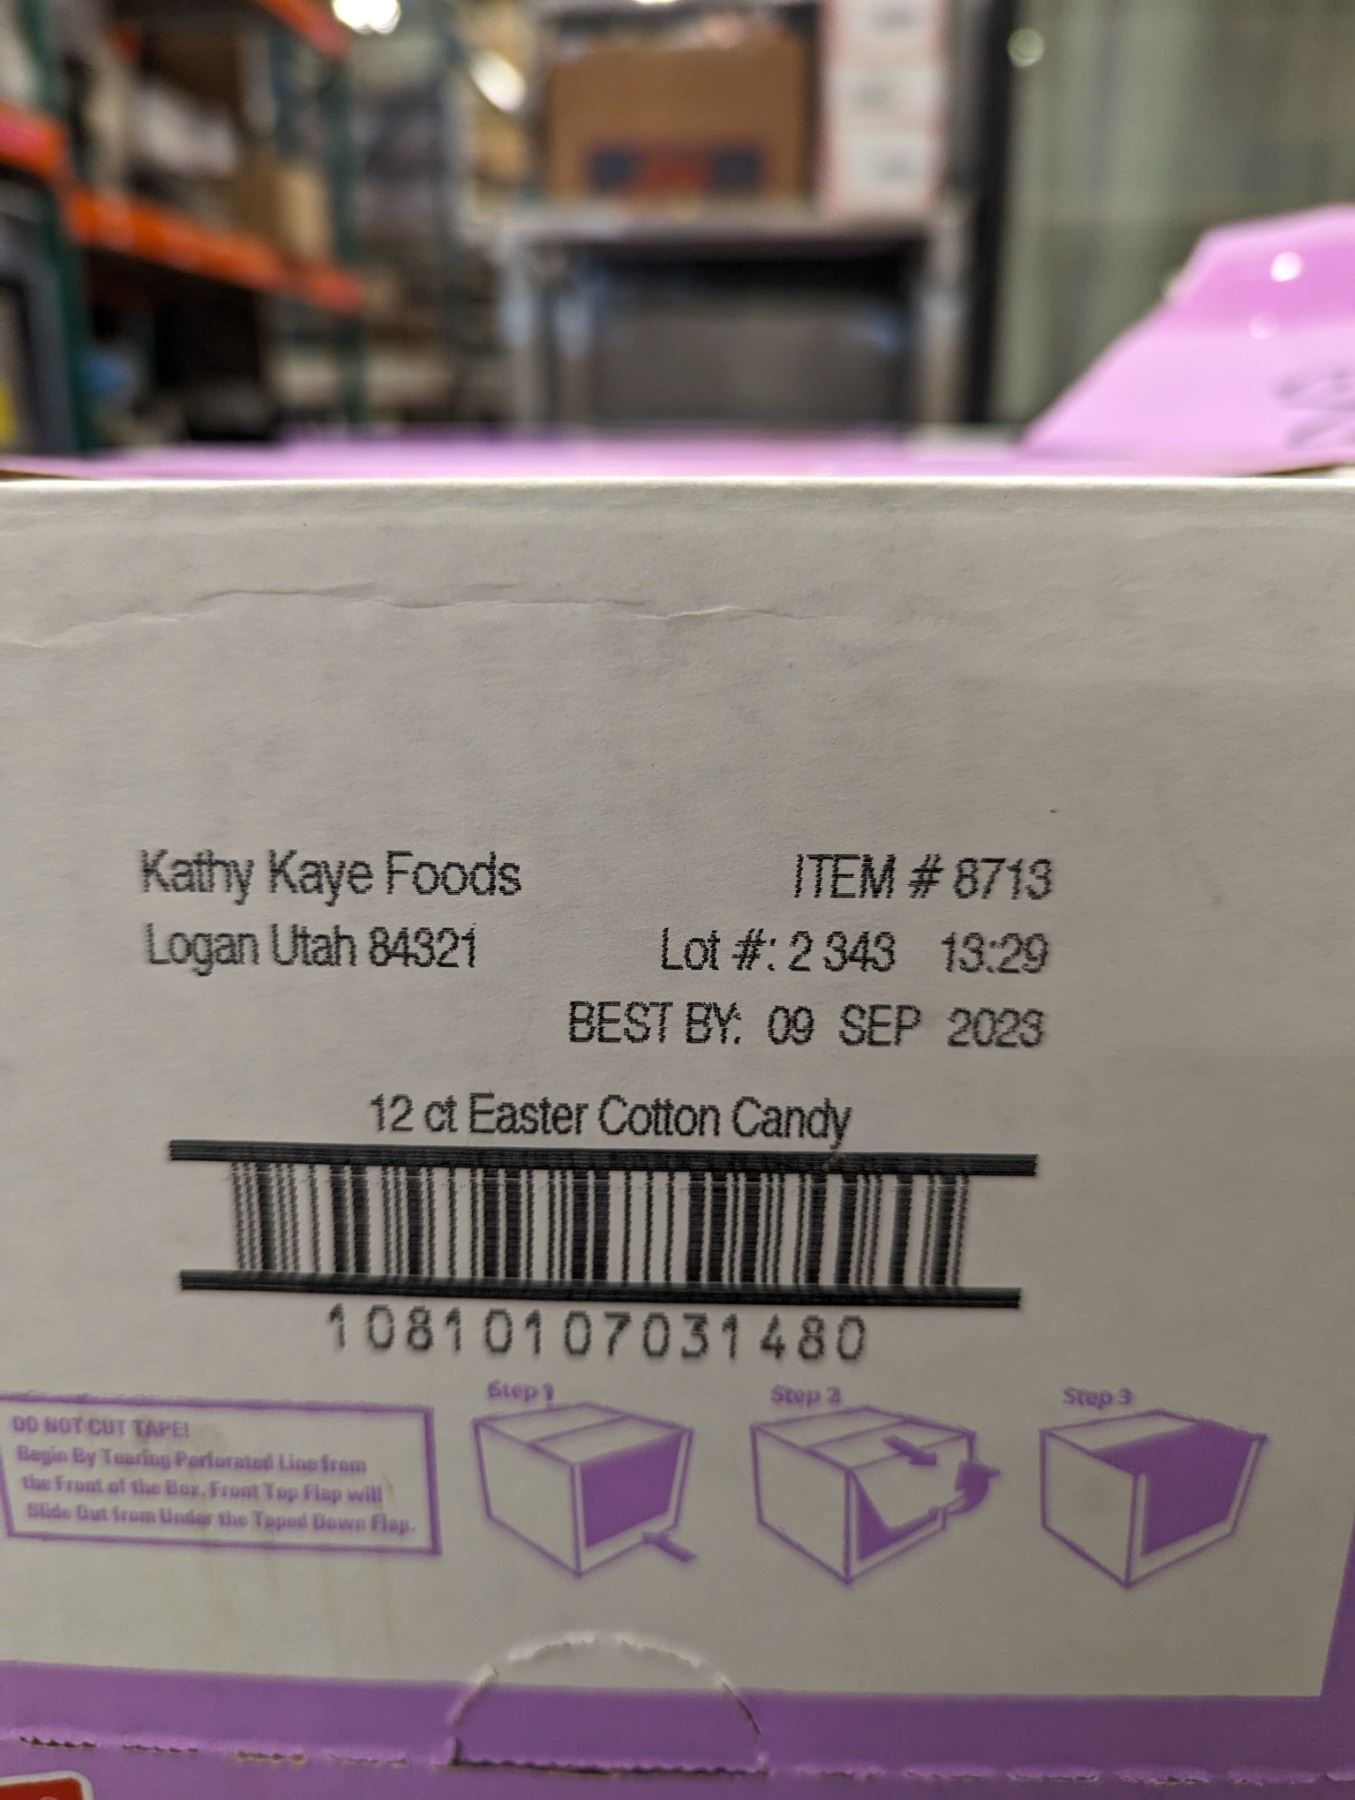 Kathy Kaye Foods
ITEM # 8713
Logan Utah 84321
Lot #: 2 343 13:29
BEST BY: 09 SEP 2023
12 ct Easter Cotton Candy
10810107031480
Step 1
Step 2
Step 3
DO NOT CUT TAPE!
Begin By Tearing Perforated Line from
the Front of the Box. Front Top Flap will
Slide Out from Under the Taped Down Flap.